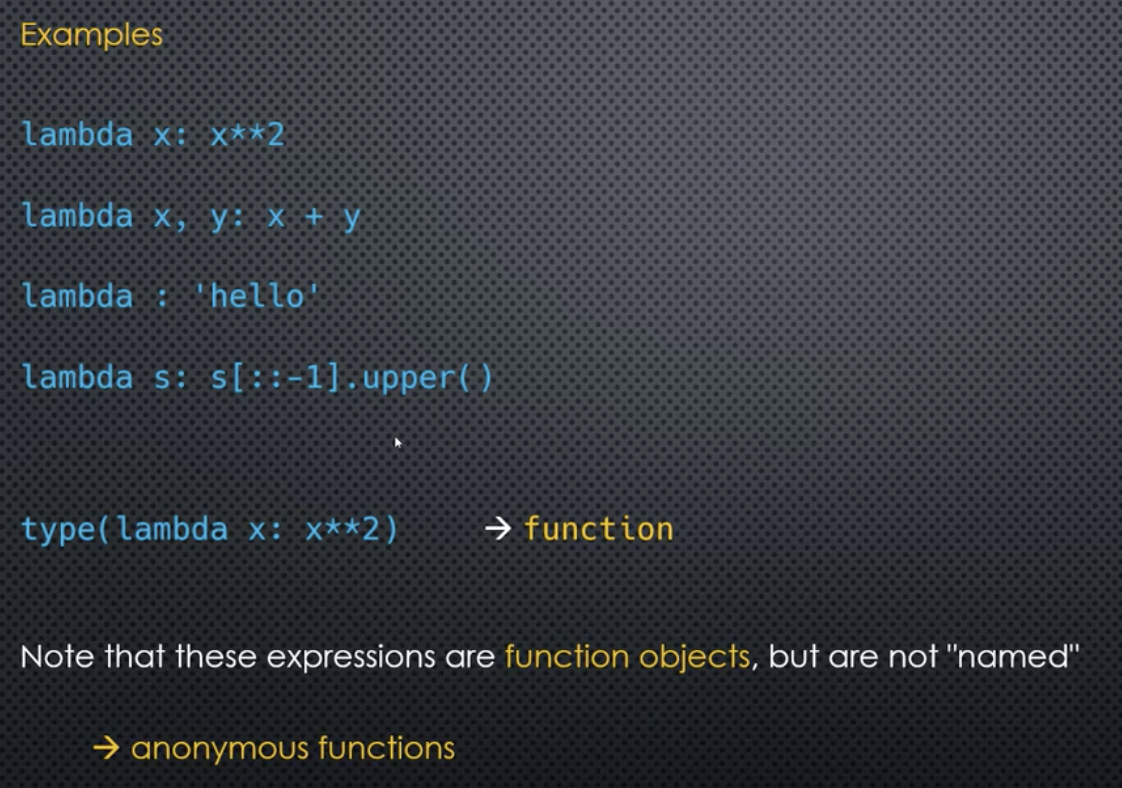 Examples
lambda x: x**2
lambda x, y: x + y
lambda : 'hello'
lambda s: s[::-1].upper()
type(lambda x: x**2) → function
Note that these expressions are function objects, but are not "named"
→ anonymous functions